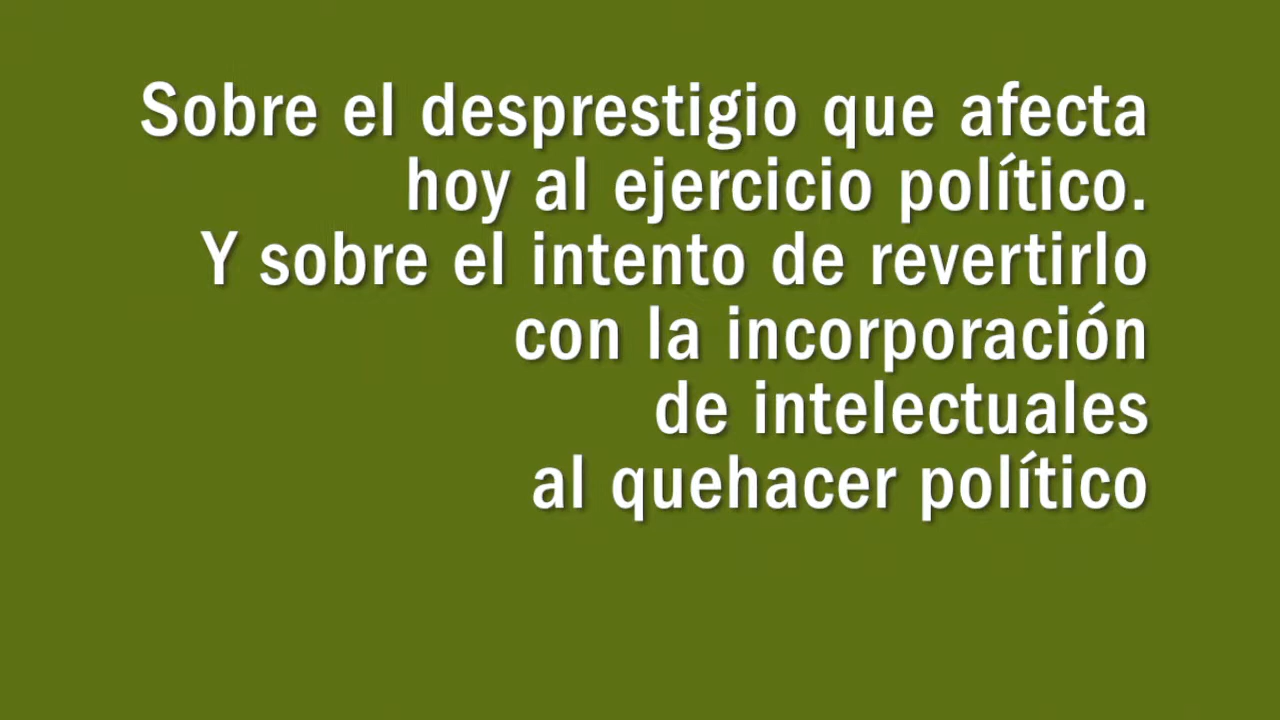 Sobre el desprestigio que afecta
hoy al ejercicio político.
Y sobre el intento de revertirlo
con la incorporación
de intelectuales
al quehacer político